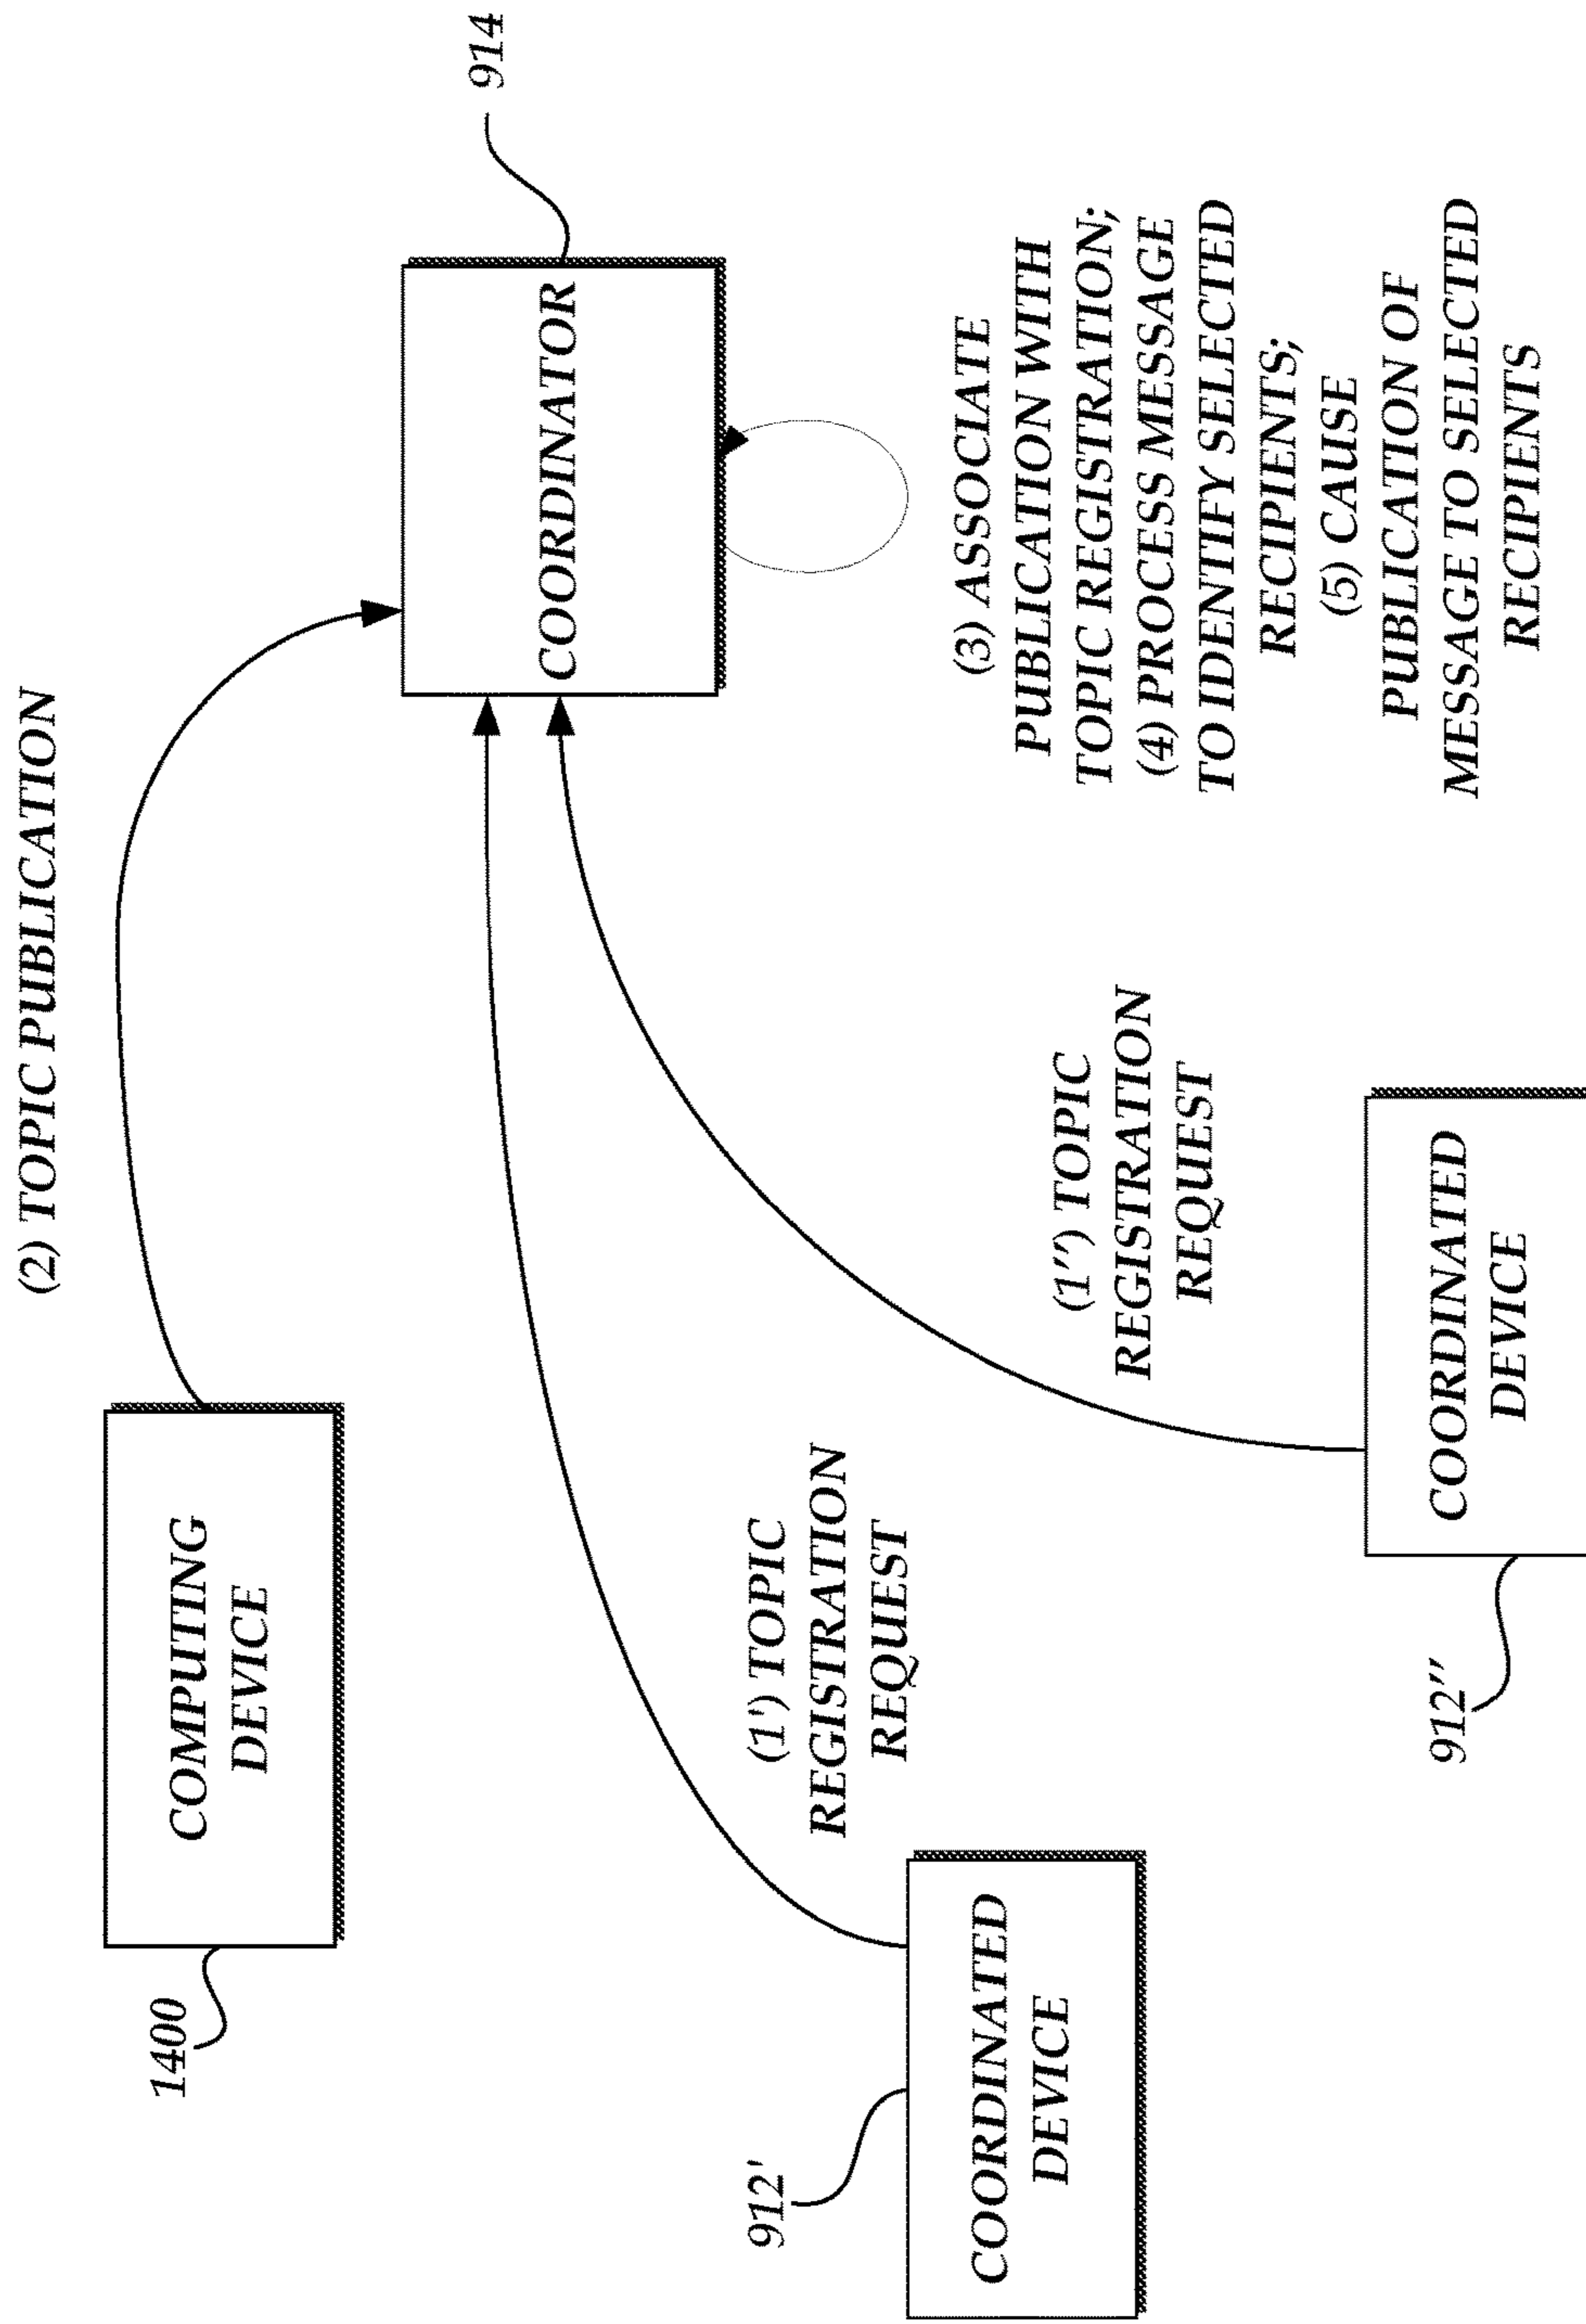 (2) TOPIC PUBLICATION
1400
COMPUTING
DEVICE
COORDINATOR
914
912'
COORDINATED
DEVICE
(1') TOPIC
REGISTRATION
REQUEST
(1'') TOPIC
REGISTRATION
REQUEST
912''
COORDINATED
DEVICE
(3) ASSOCIATE
PUBLICATION WITH
TOPIC REGISTRATION;
(4) PROCESS MESSAGE
TO IDENTIFY SELECTED
RECIPIENTS;
(5) CAUSE
PUBLICATION OF
MESSAGE TO SELECTED
RECIPIENTS